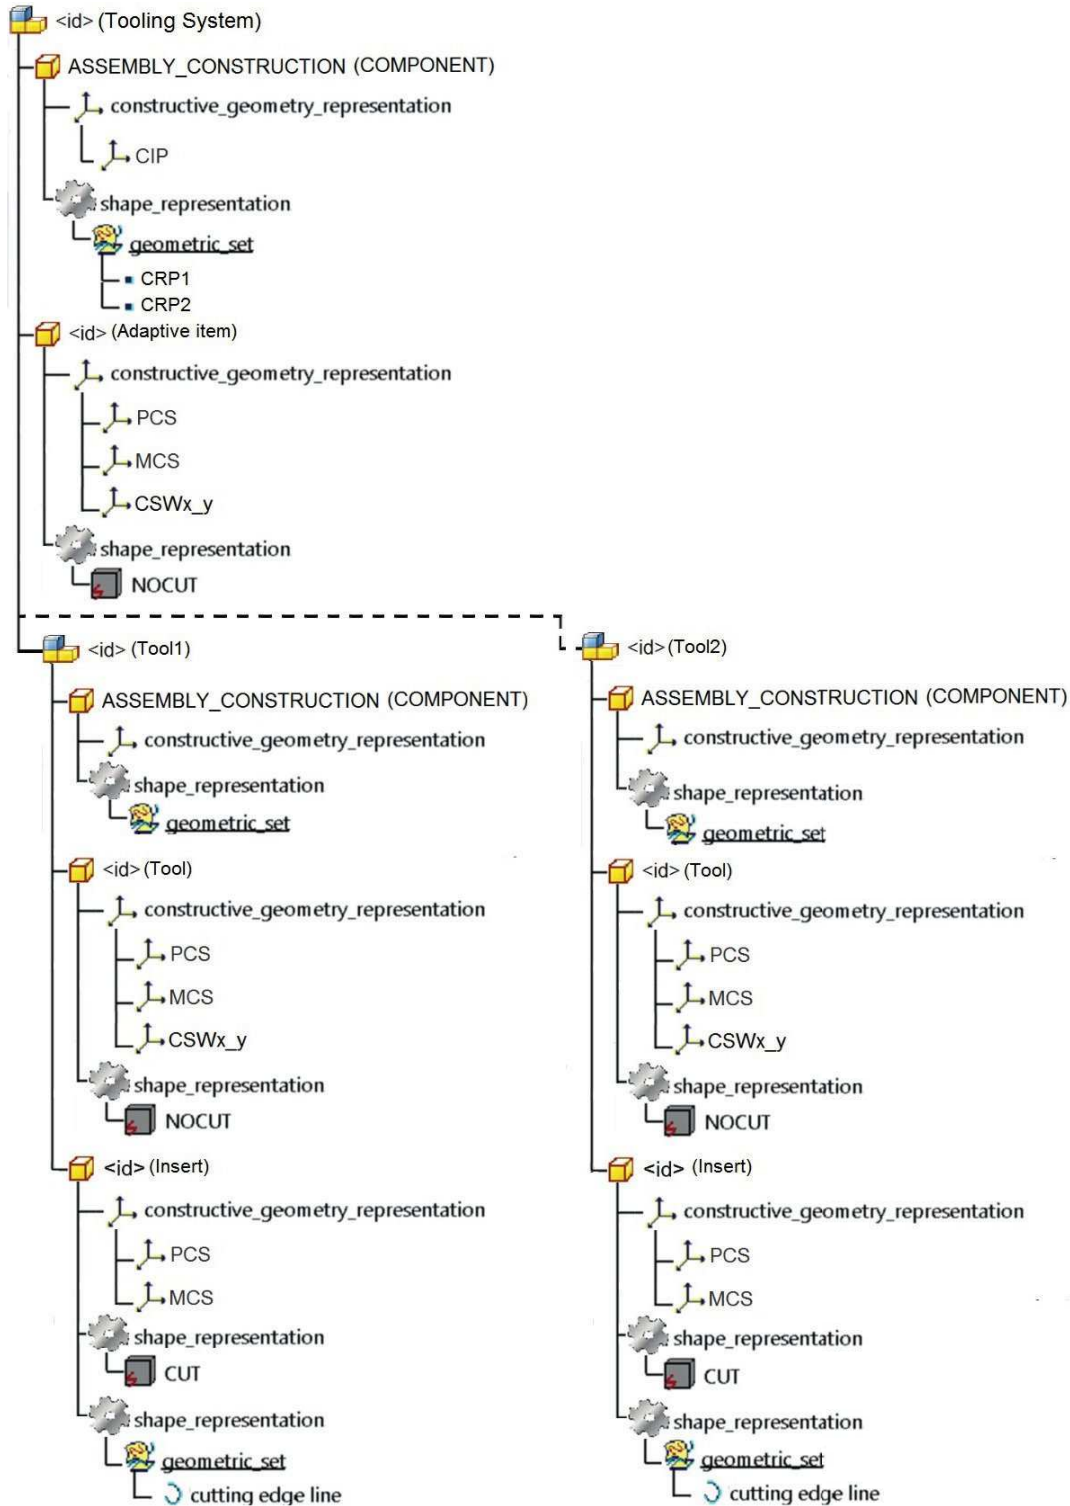 <id> (Tooling System)
ASSEMBLY_CONSTRUCTION (COMPONENT)
constructive_geometry_representation
CIP
shape_representation
geometric_set
CRP1
CRP2
<id> (Adaptive item)
constructive_geometry_representation
PCS
MCS
CSWx_y
shape_representation
NOCUT
<id> (Tool1)
ASSEMBLY_CONSTRUCTION (COMPONENT)
constructive_geometry_representation
shape_representation
geometric_set
<id> (Tool)
constructive_geometry_representation
PCS
MCS
CSWx_y
shape_representation
NOCUT
<id> (Insert)
constructive_geometry_representation
PCS
MCS
shape_representation
CUT
shape_representation
geometric_set
cutting edge line
<id> (Tool2)
ASSEMBLY_CONSTRUCTION (COMPONENT)
constructive_geometry_representation
shape_representation
geometric_set
<id> (Tool)
constructive_geometry_representation
PCS
MCS
CSWx_y
shape_representation
NOCUT
<id> (Insert)
constructive_geometry_representation
PCS
MCS
shape_representation
CUT
shape_representation
geometric_set
cutting edge line